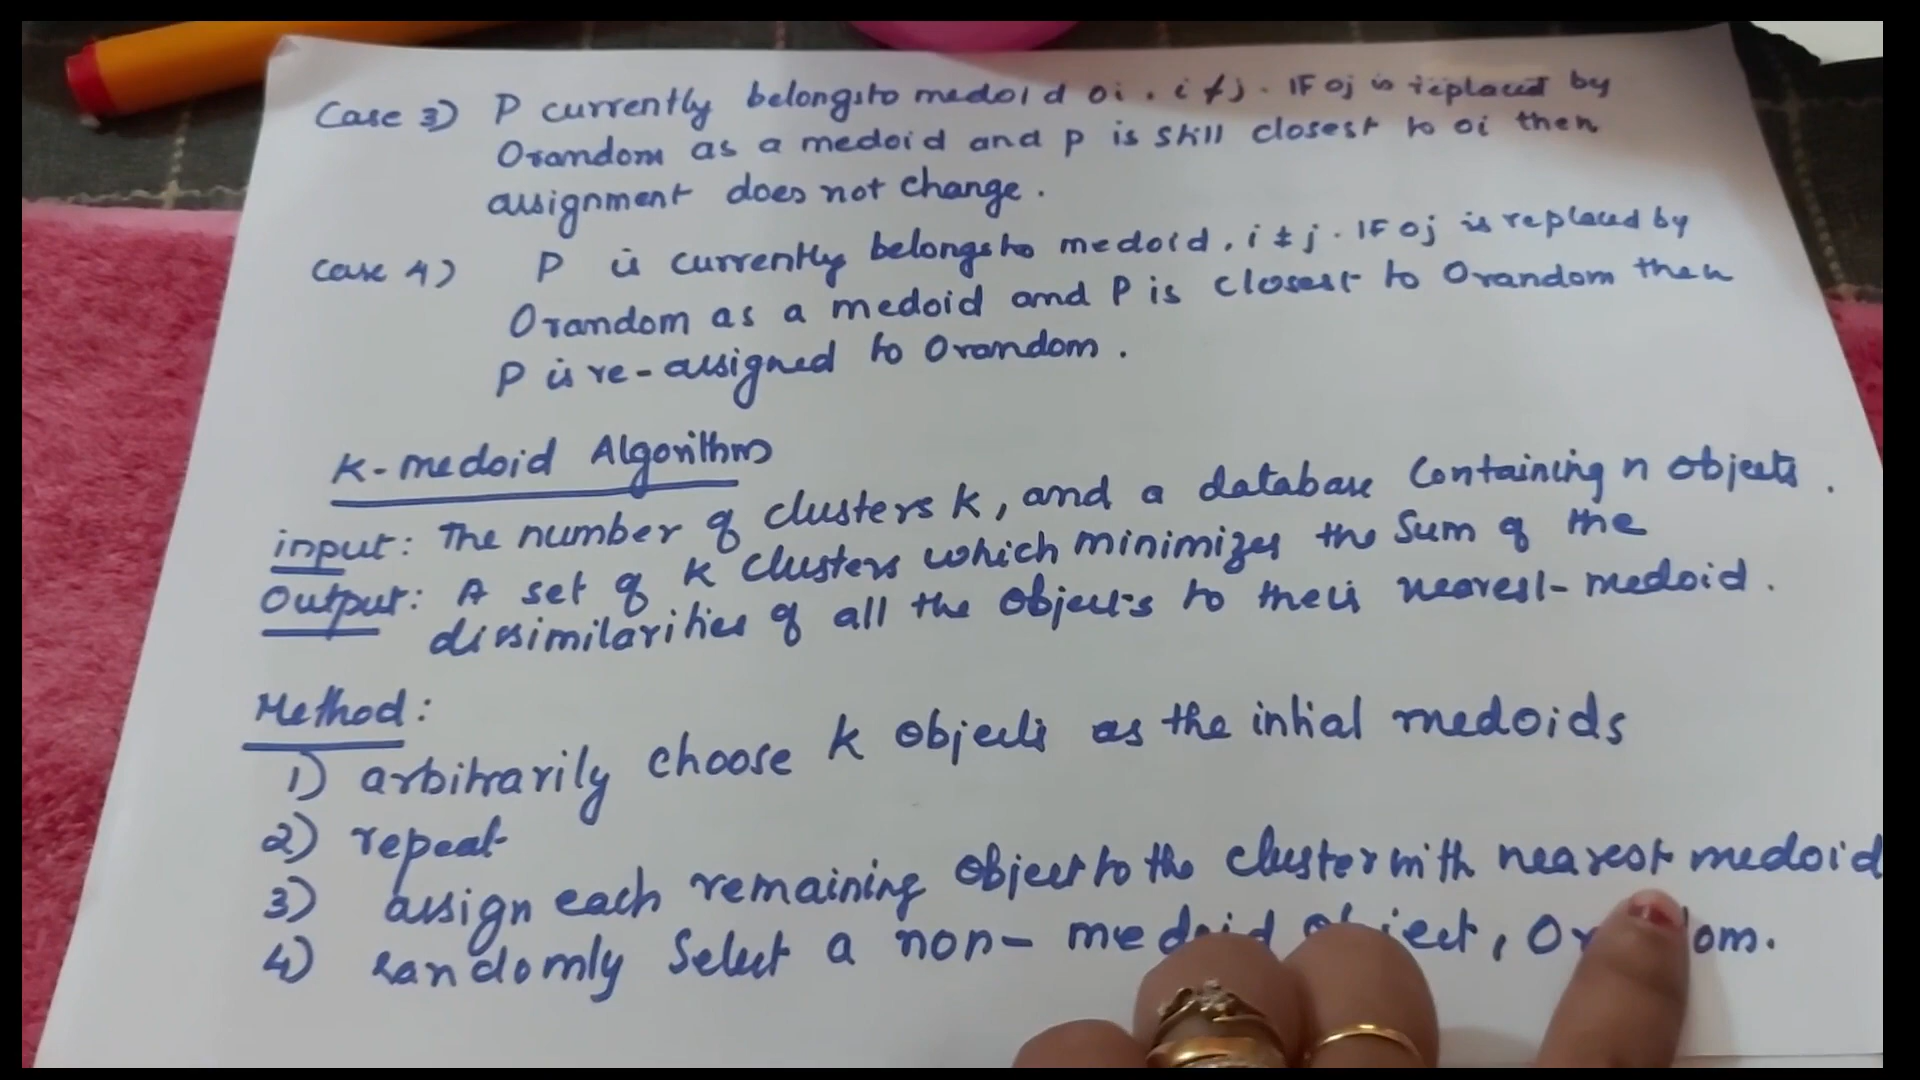 Case 3) P currently belongs to medoid oi . i ≠ j . IF oj is replaced by
Orandom as a medoid and p is still closest to oi then
assignment does not change .
Case 4) P is currently belongs to medoid , i ≠ j . IF oj is replaced by
Orandom as a medoid and P is closest to Orandom then
P is re-assigned to Orandom .
K-medoid Algorithm
input : The number of clusters K , and a database Containing n objects .
Output : A set of K clusters which minimizes the Sum of the
dissimilarities of all the objects to their nearest medoid .
Method :
1) arbitrarily choose k objects as the initial medoids
2) repeat
3) assign each remaining object to the cluster with nearest medoid
4) randomly Select a non-